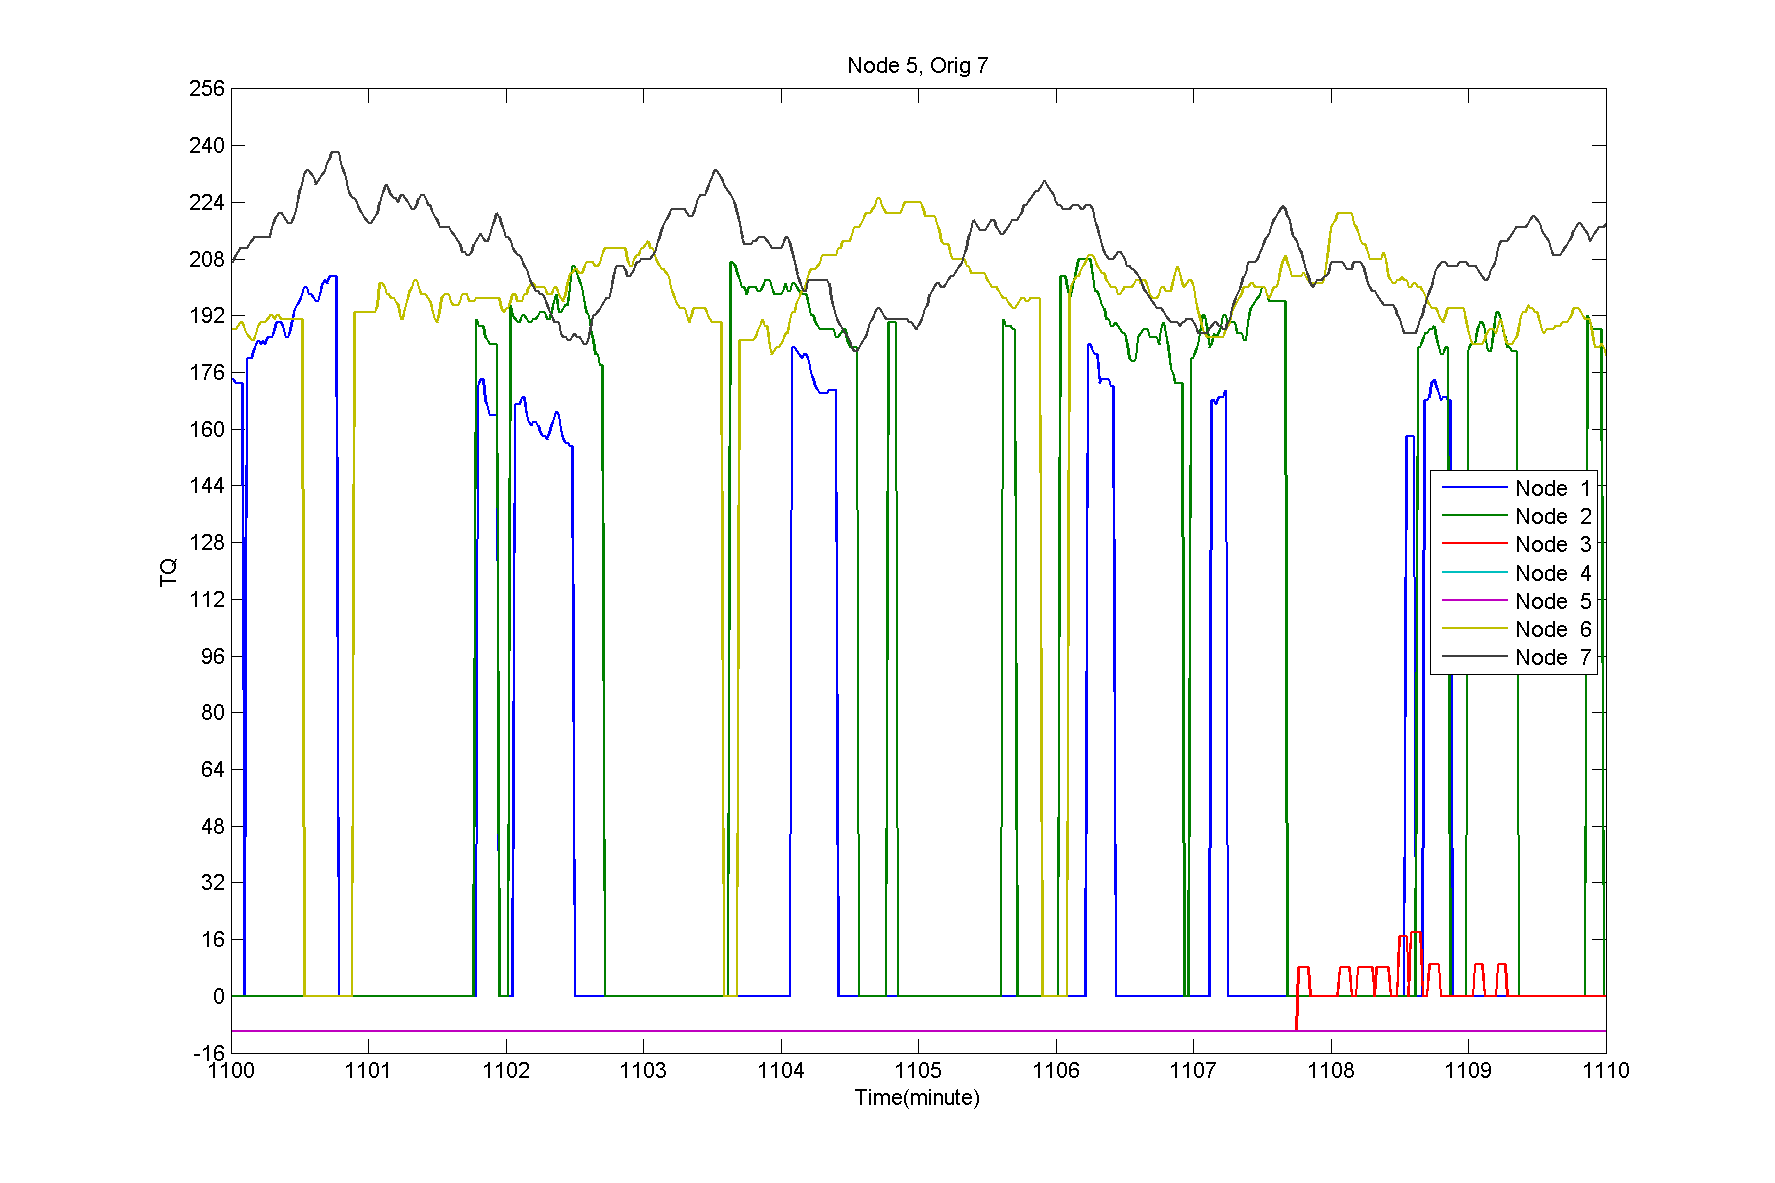 Node 5, Orig 7
256
240
224
208
192
176
160
144
128
112
96
80
64
48
32
16
0
-16
TQ
Node 1
Node 2
Node 3
Node 4
Node 5
Node 6
Node 7
1100 1101 1102 1103 1104 1105 1106 1107 1108 1109 1110
Time(minute)